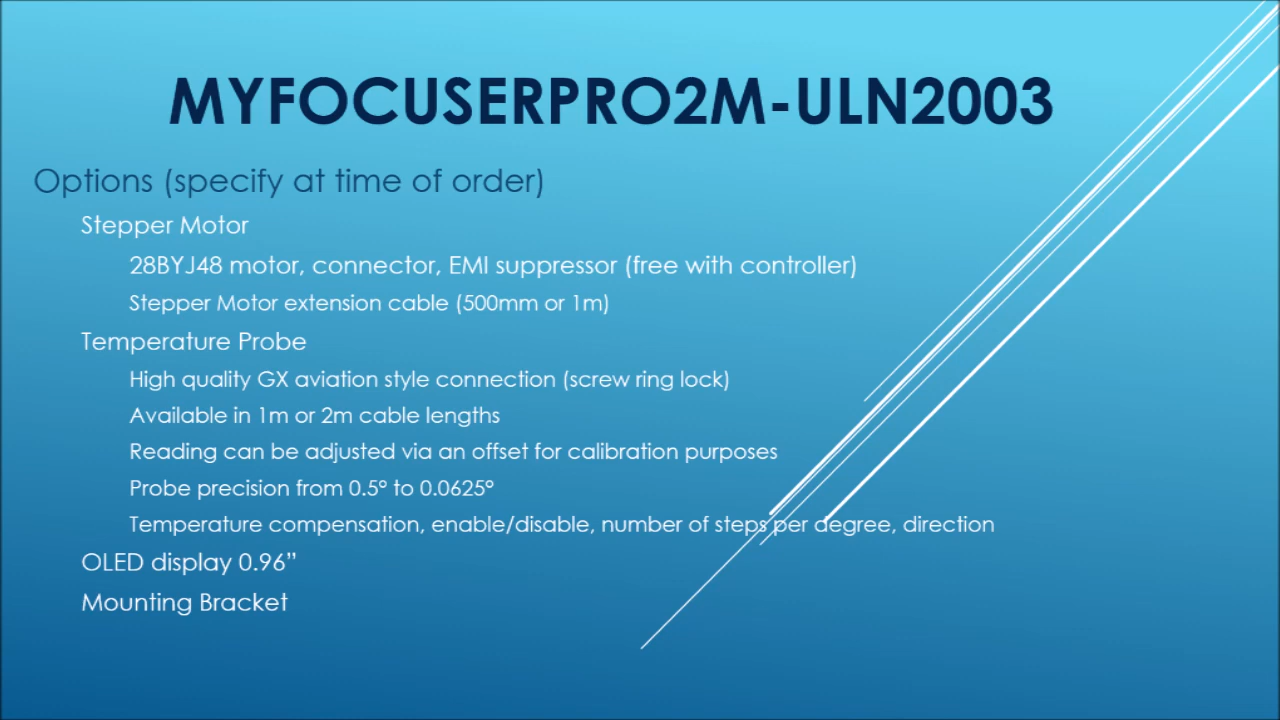 MYFOCUSERPRO2M-ULN2003
Options (specify at time of order)
Stepper Motor
28BYJ48 motor, connector, EMI suppressor (free with controller)
Stepper Motor extension cable (500mm or 1m)
Temperature Probe
High quality GX aviation style connection (screw ring lock)
Available in 1m or 2m cable lengths
Reading can be adjusted via an offset for calibration purposes
Probe precision from 0.5° to 0.0625°
Temperature compensation, enable/disable, number of steps per degree, direction
OLED display 0.96”
Mounting Bracket